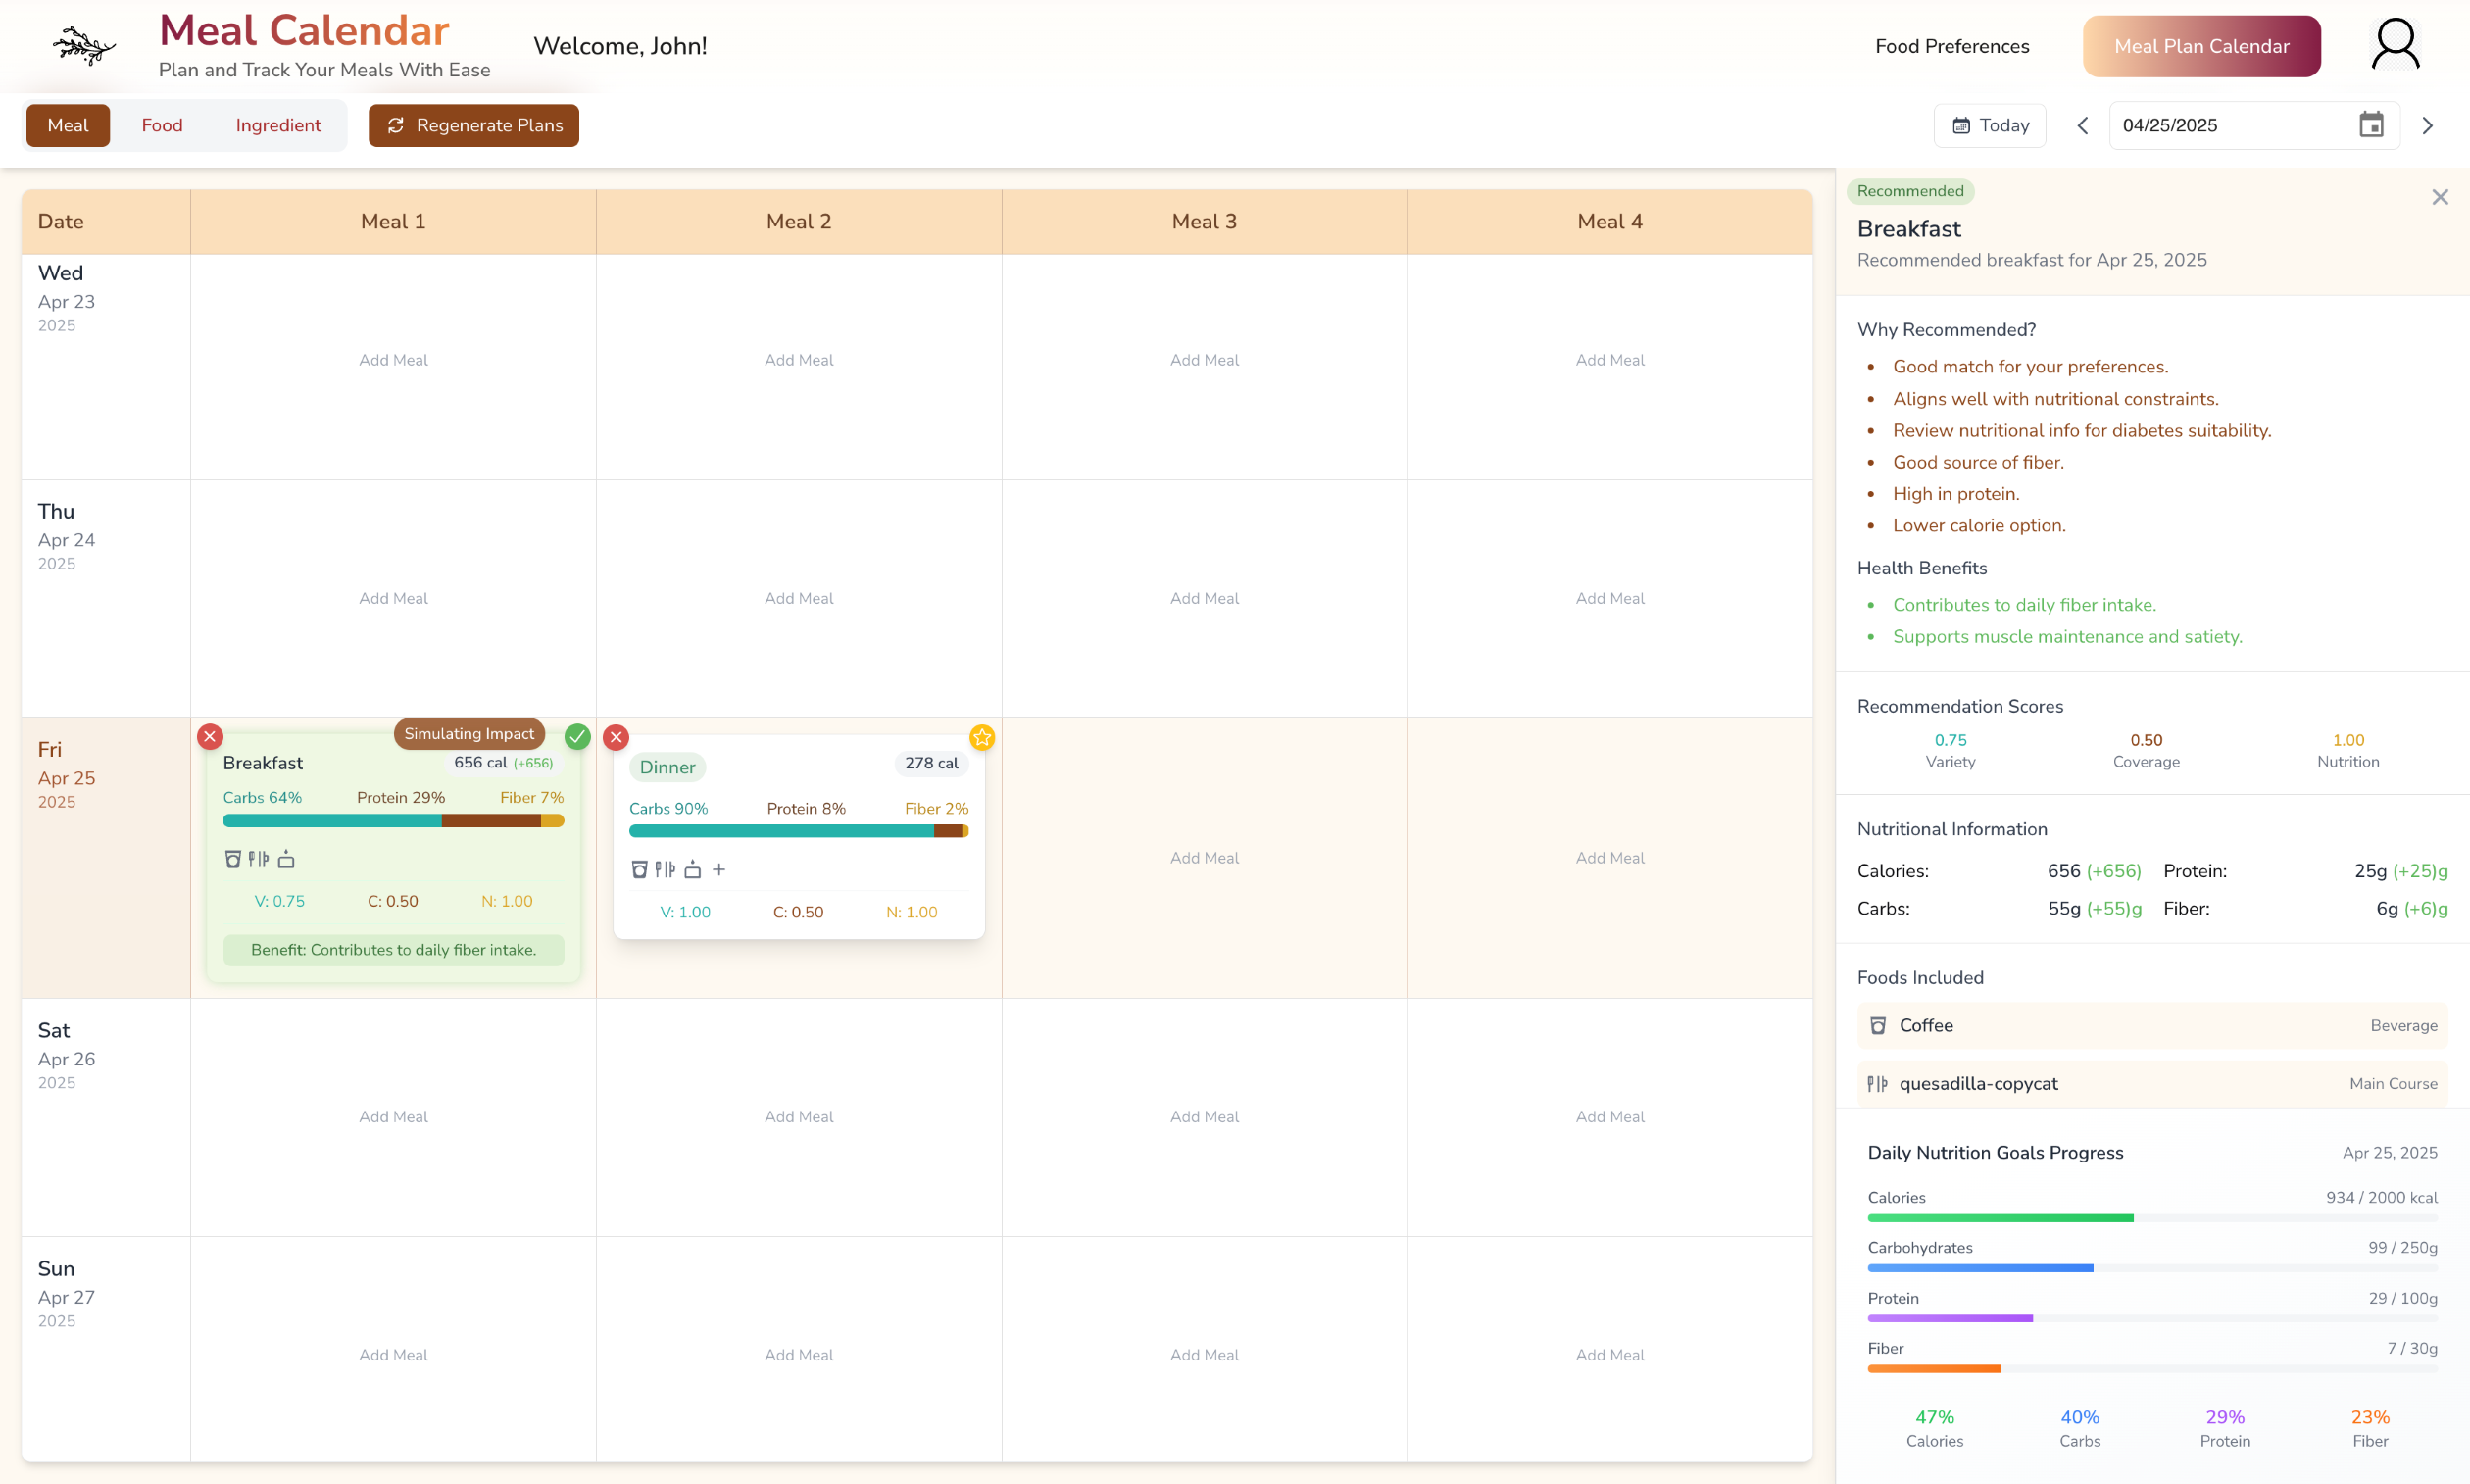 Meal Calendar
Plan and Track Your Meals With Ease
Welcome, John!
Food Preferences
Meal Plan Calendar
Meal
Food
Ingredient
Regenerate Plans
Today
04/25/2025
Date
Meal 1
Meal 2
Meal 3
Meal 4
Wed
Apr 23
2025
Add Meal
Add Meal
Add Meal
Add Meal
Thu
Apr 24
2025
Add Meal
Add Meal
Add Meal
Add Meal
Fri
Apr 25
2025
Simulating Impact
Breakfast
656 cal (+656)
Carbs 64%
Protein 29%
Fiber 7%
V: 0.75
C: 0.50
N: 1.00
Benefit: Contributes to daily fiber intake.
Dinner
278 cal
Carbs 90%
Protein 8%
Fiber 2%
V: 1.00
C: 0.50
N: 1.00
Add Meal
Add Meal
Sat
Apr 26
2025
Add Meal
Add Meal
Add Meal
Add Meal
Sun
Apr 27
2025
Add Meal
Add Meal
Add Meal
Add Meal
Recommended
Breakfast
Recommended breakfast for Apr 25, 2025
Why Recommended?
• Good match for your preferences.
• Aligns well with nutritional constraints.
• Review nutritional info for diabetes suitability.
• Good source of fiber.
• High in protein.
• Lower calorie option.
Health Benefits
• Contributes to daily fiber intake.
• Supports muscle maintenance and satiety.
Recommendation Scores
0.75
Variety
0.50
Coverage
1.00
Nutrition
Nutritional Information
Calories: 656 (+656)
Protein: 25g (+25)g
Carbs: 55g (+55)g
Fiber: 6g (+6)g
Foods Included
Coffee
Beverage
quesadilla-copycat
Main Course
Daily Nutrition Goals Progress
Apr 25, 2025
Calories
934 / 2000 kcal
Carbohydrates
99 / 250g
Protein
29 / 100g
Fiber
7 / 30g
47%
Calories
40%
Carbs
29%
Protein
23%
Fiber